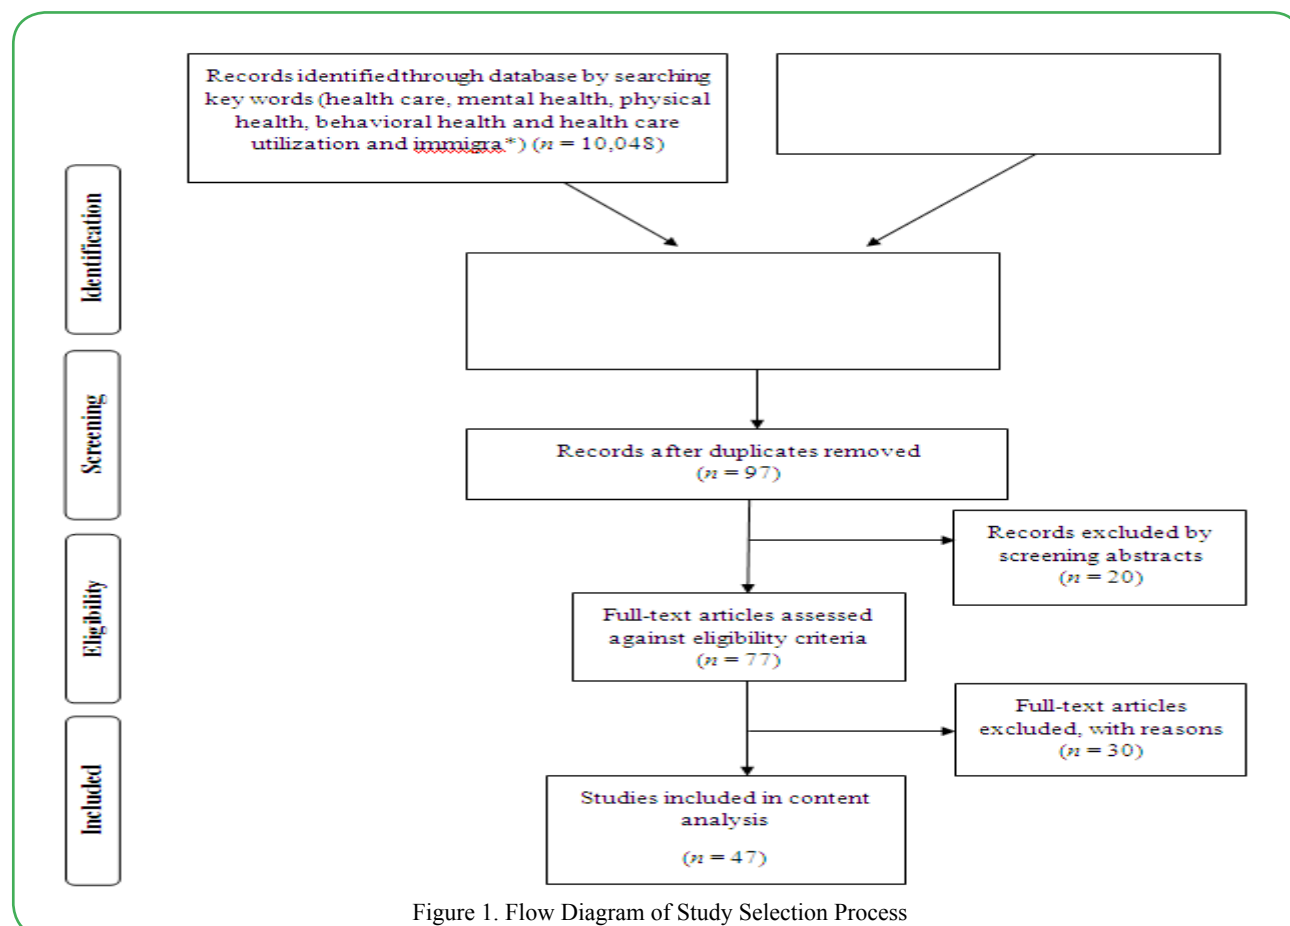 Records identified through database by searching
key words (health care, mental health, physical
health, behavioral health and health care
utilization and immigra*) (n = 10,048)
Identification
Screening
Records after duplicates removed
(n = 97)
Records excluded by
screening abstracts
(n = 20)
Eligibility
Full-text articles assessed
against eligibility criteria
(n = 77)
Full-text articles
excluded, with reasons
(n = 30)
Included
Studies included in content
analysis
(n = 47)
Figure 1. Flow Diagram of Study Selection Process